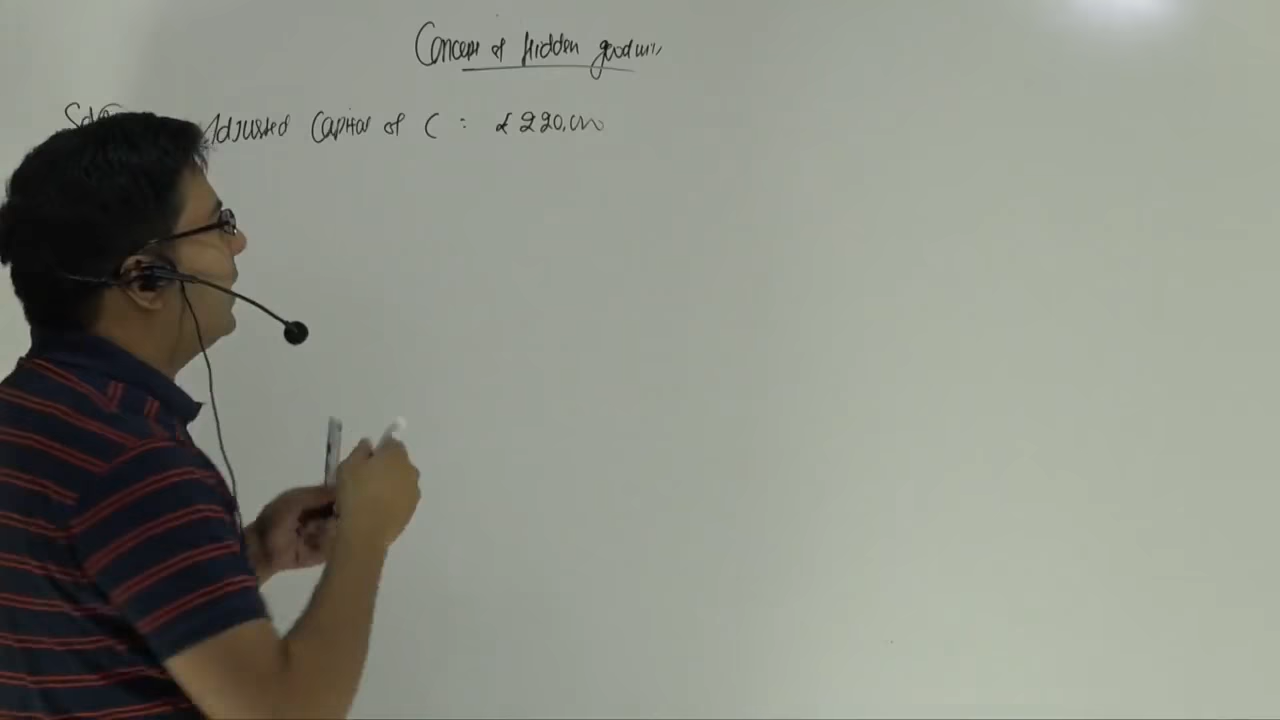 Concept of hidden goodwill
Adjusted Capital of C : ₹ 220,000